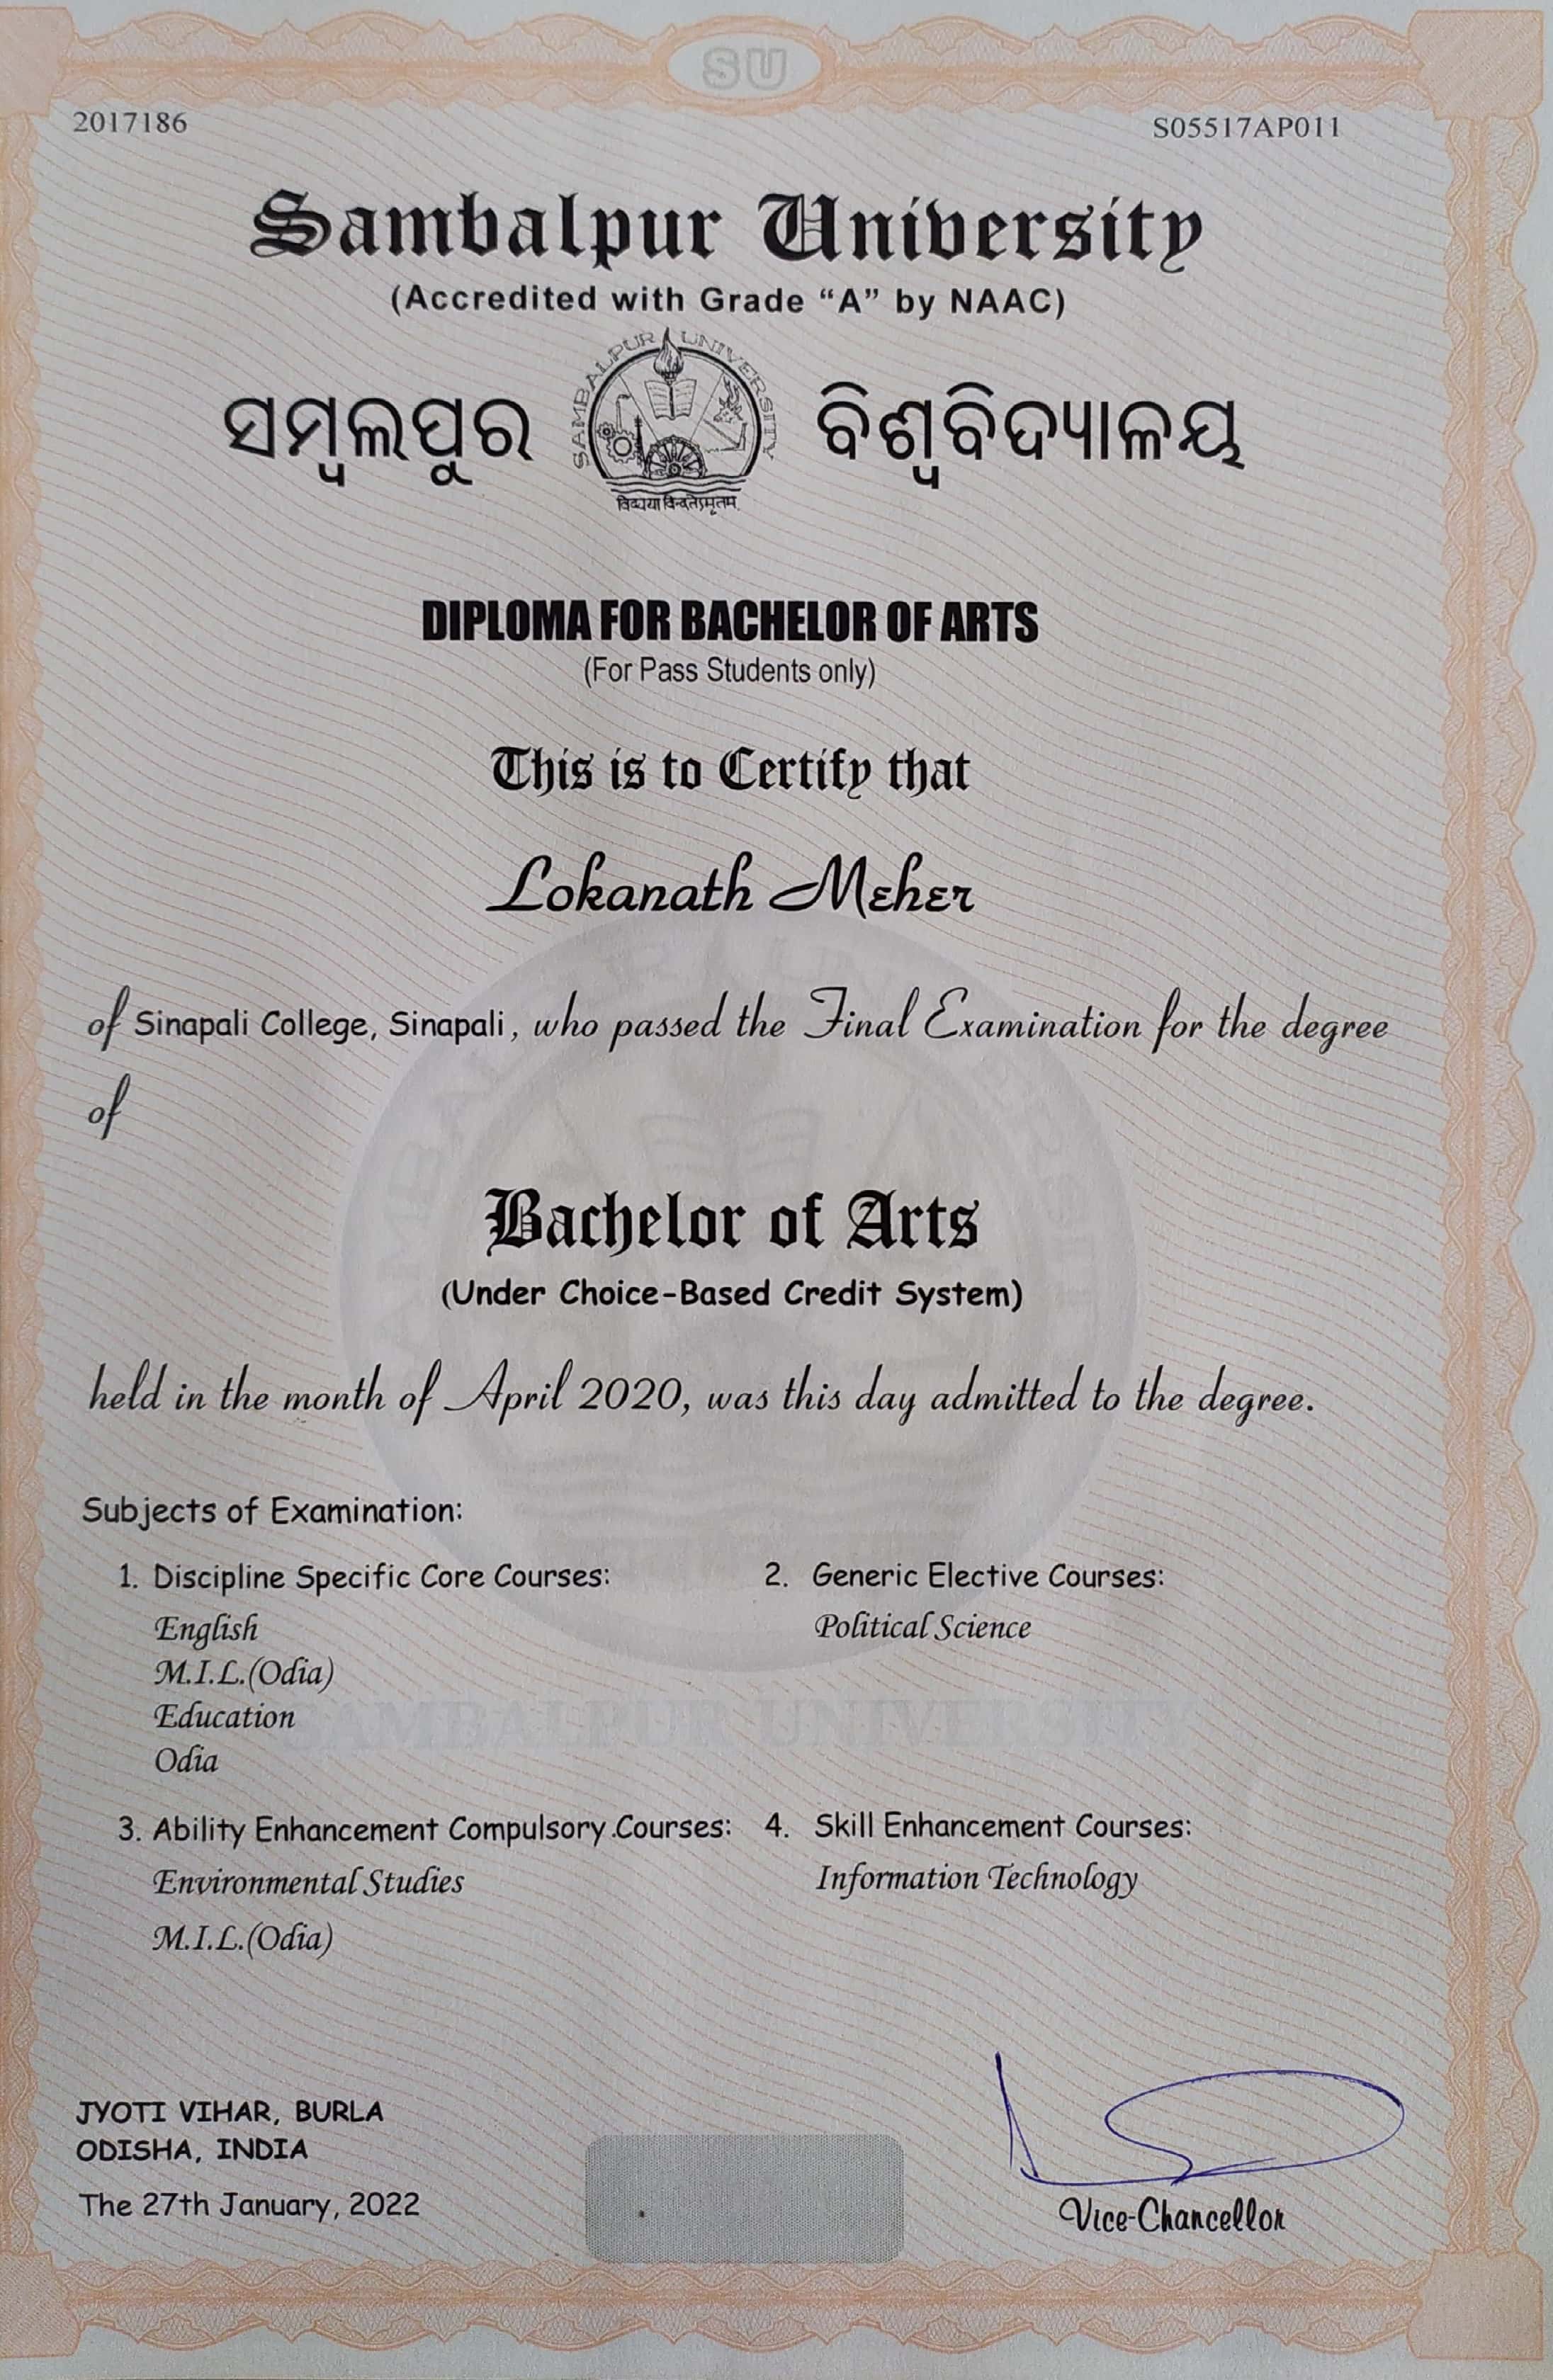 SU
2017186
S05517AP011
Sambalpur University
(Accredited with Grade “A” by NAAC)
SAMBALPUR UNIVERSITY
ସମ୍ବଲପୁର ବିଶ୍ୱବିଦ୍ୟାଳୟ
DIPLOMA FOR BACHELOR OF ARTS
(For Pass Students only)
This is to Certify that
Lokanath Meher
of Sinapali College, Sinapali, who passed the Final Examination for the degree
of
Bachelor of Arts
(Under Choice-Based Credit System)
held in the month of April 2020, was this day admitted to the degree.
Subjects of Examination:
1. Discipline Specific Core Courses:
English
M.I.L.(Odia)
Education
Odia
2. Generic Elective Courses:
Political Science
SAMBALPUR UNIVERSITY
3. Ability Enhancement Compulsory Courses:
Environmental Studies
M.I.L.(Odia)
4. Skill Enhancement Courses:
Information Technology
JYOTI VIHAR, BURLA
ODISHA, INDIA
The 27th January, 2022
Vice-Chancellor